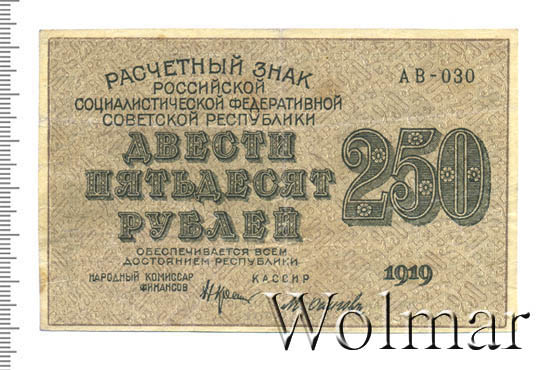 РАСЧЕТНЫЙ ЗНАК
РОССИЙСКОЙ
СОЦИАЛИСТИЧЕСКОЙ ФЕДЕРАТИВНОЙ
СОВЕТСКОЙ РЕСПУБЛИКИ
АВ-030
ДВЕСТИ
ПЯТЬДЕСЯТ
РУБЛЕЙ
250
ОБЕСПЕЧИВАЕТСЯ ВСЕМ
ДОСТОЯНИЕМ РЕСПУБЛИКИ
НАРОДНЫЙ КОМИССАР
ФИНАНСОВ
КАССИР
1919
Wolmar